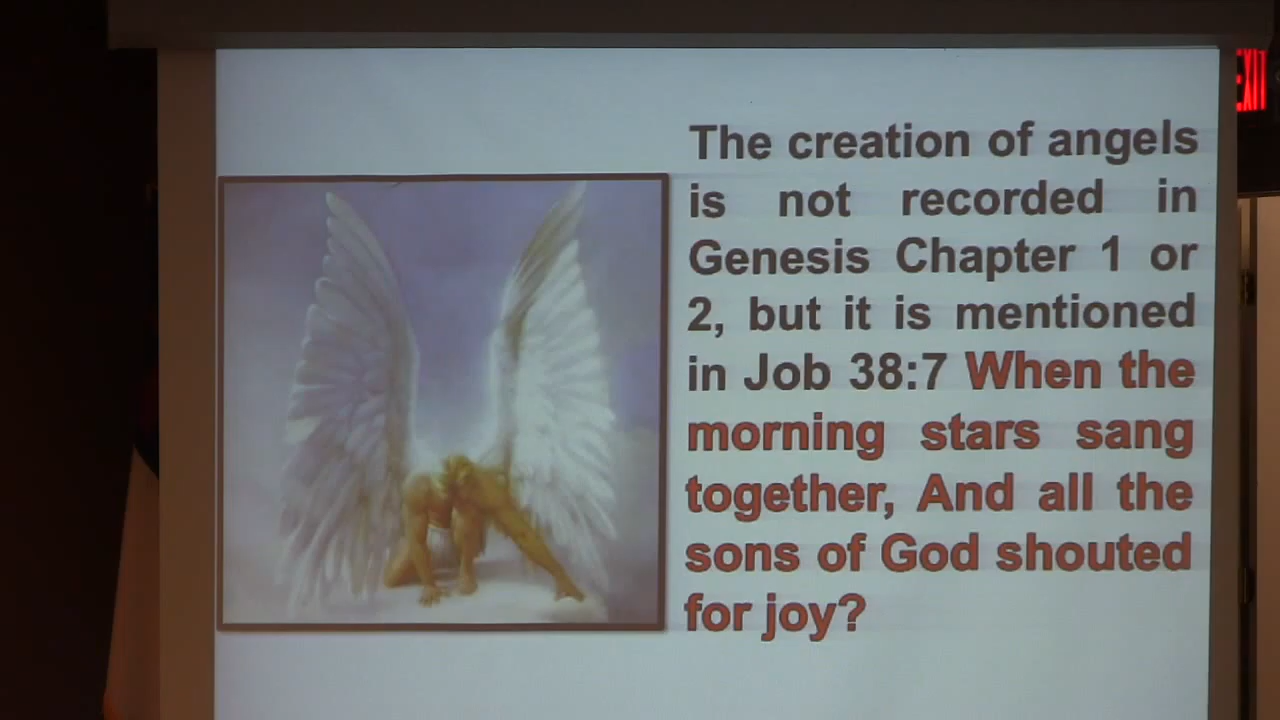 The creation of angels
is not recorded in
Genesis Chapter 1 or
2, but it is mentioned
in Job 38:7 When the
morning stars sang
together, And all the
sons of God shouted
for joy?
EXIT